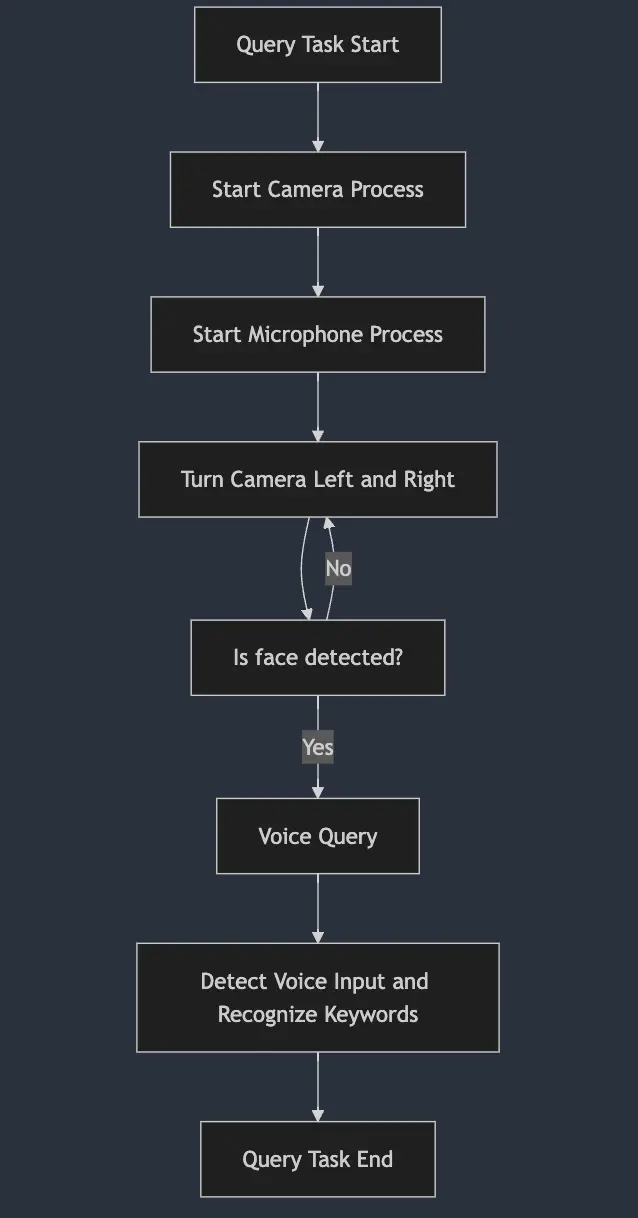 Query Task Start
Start Camera Process
Start Microphone Process
Turn Camera Left and Right
No
Is face detected?
Yes
Voice Query
Detect Voice Input and
Recognize Keywords
Query Task End